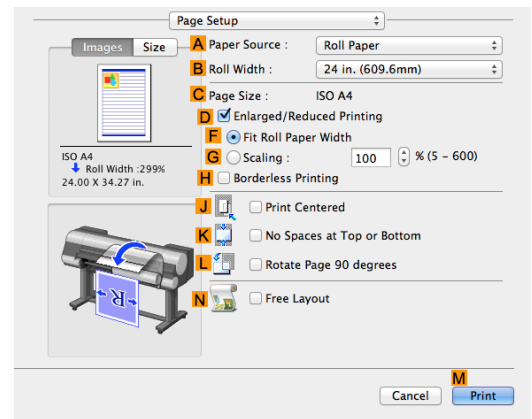 Page Setup
Images Size
A Paper Source : Roll Paper
B Roll Width : 24 in. (609.6mm)
C Page Size : ISO A4
D Enlarged/Reduced Printing
F Fit Roll Paper Width
G Scaling : 100 % (5 - 600)
H Borderless Printing
ISO A4
Roll Width :299%
24.00 X 34.27 in.
J Print Centered
K No Spaces at Top or Bottom
L Rotate Page 90 degrees
N Free Layout
R
M
Cancel Print